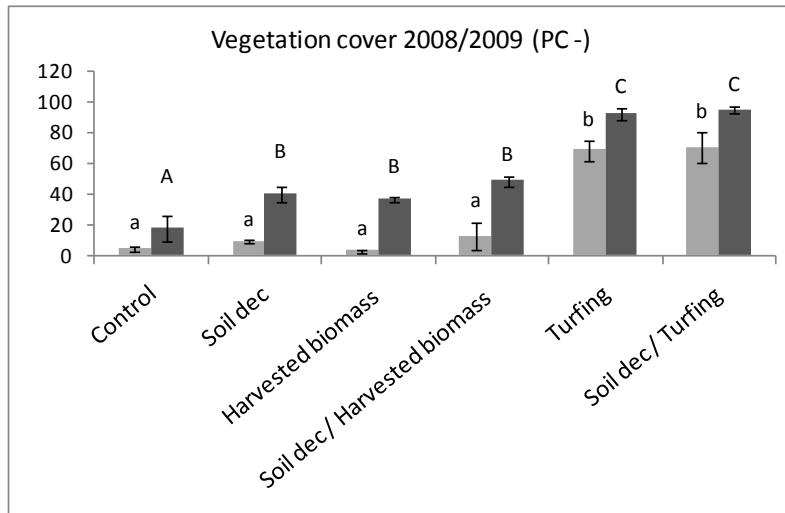 Vegetation cover 2008/2009 (PC -)
120
100
80
60
40
20
0
a
A
a
B
a
B
a
B
b
C
b
C
Control
Soil dec
Harvested biomass
Soil dec / Harvested biomass
Turfing
Soil dec / Turfing